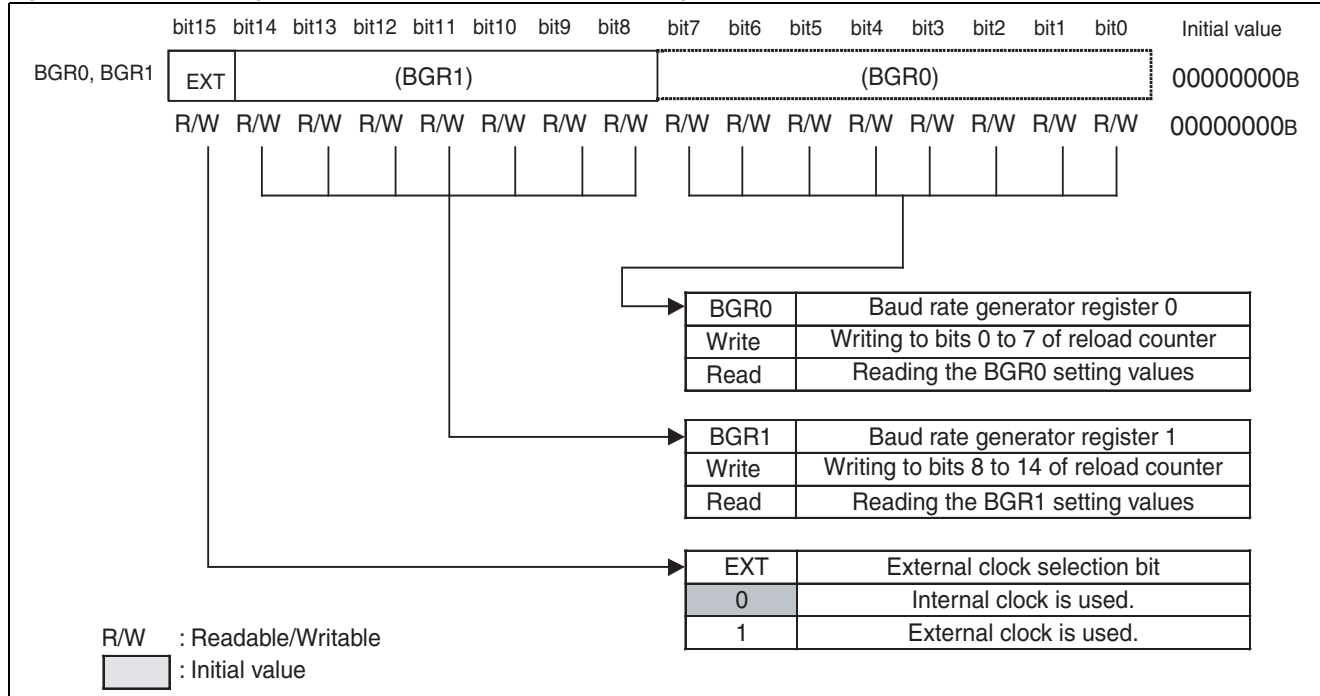 bit15 bit14 bit13 bit12 bit11 bit10 bit9 bit8 bit7 bit6 bit5 bit4 bit3 bit2 bit1 bit0 Initial value
BGR0, BGR1 EXT (BGR1) (BGR0) 00000000B
R/W R/W R/W R/W R/W R/W R/W R/W R/W R/W R/W R/W R/W R/W R/W R/W 00000000B
BGR0 Baud rate generator register 0
Write Writing to bits 0 to 7 of reload counter
Read Reading the BGR0 setting values
BGR1 Baud rate generator register 1
Write Writing to bits 8 to 14 of reload counter
Read Reading the BGR1 setting values
EXT External clock selection bit
0 Internal clock is used.
1 External clock is used.
R/W : Readable/Writable
: Initial value